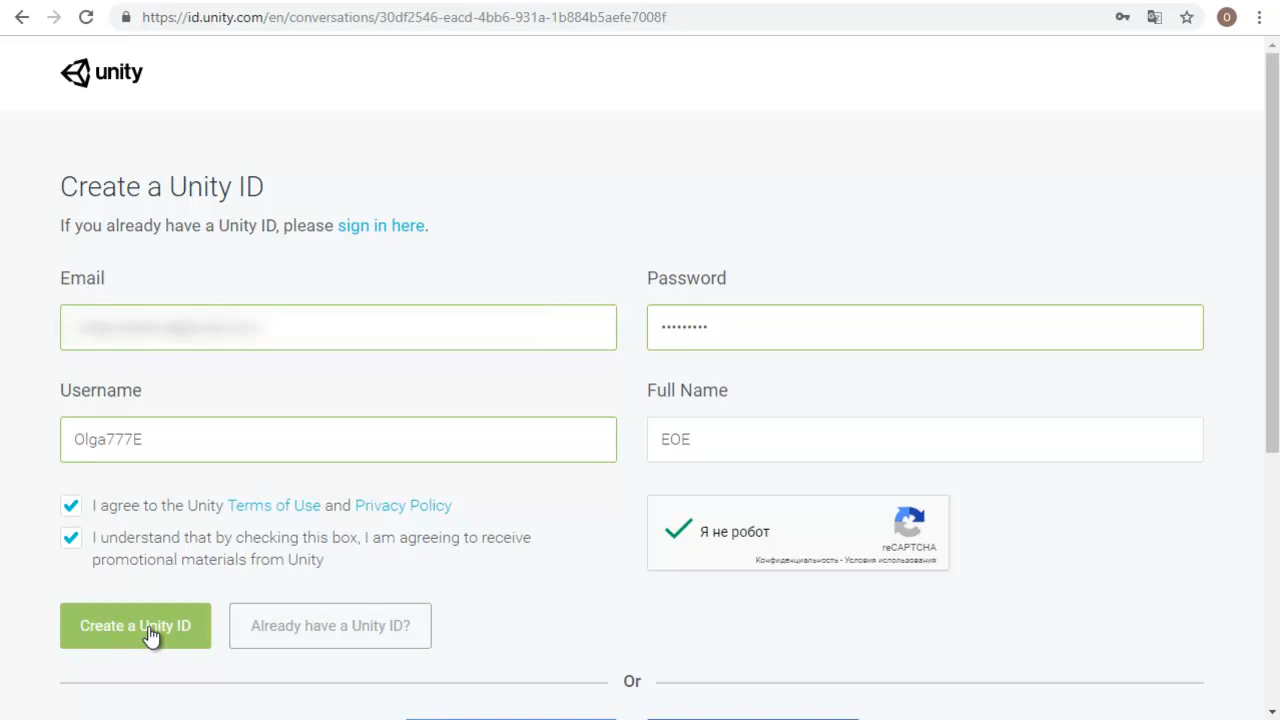 https://id.unity.com/en/conversations/30df2546-eacd-4bb6-931a-1b884b5aefe7008f
O
unity
Create a Unity ID
If you already have a Unity ID, please sign in here.
Email
Password
•••••••••
Username
Full Name
Olga777E
EOE
I agree to the Unity Terms of Use and Privacy Policy
I understand that by checking this box, I am agreeing to receive
promotional materials from Unity
Я не робот
reCAPTCHA
Конфиденциальность - Условия использования
Create a Unity ID
Already have a Unity ID?
Or